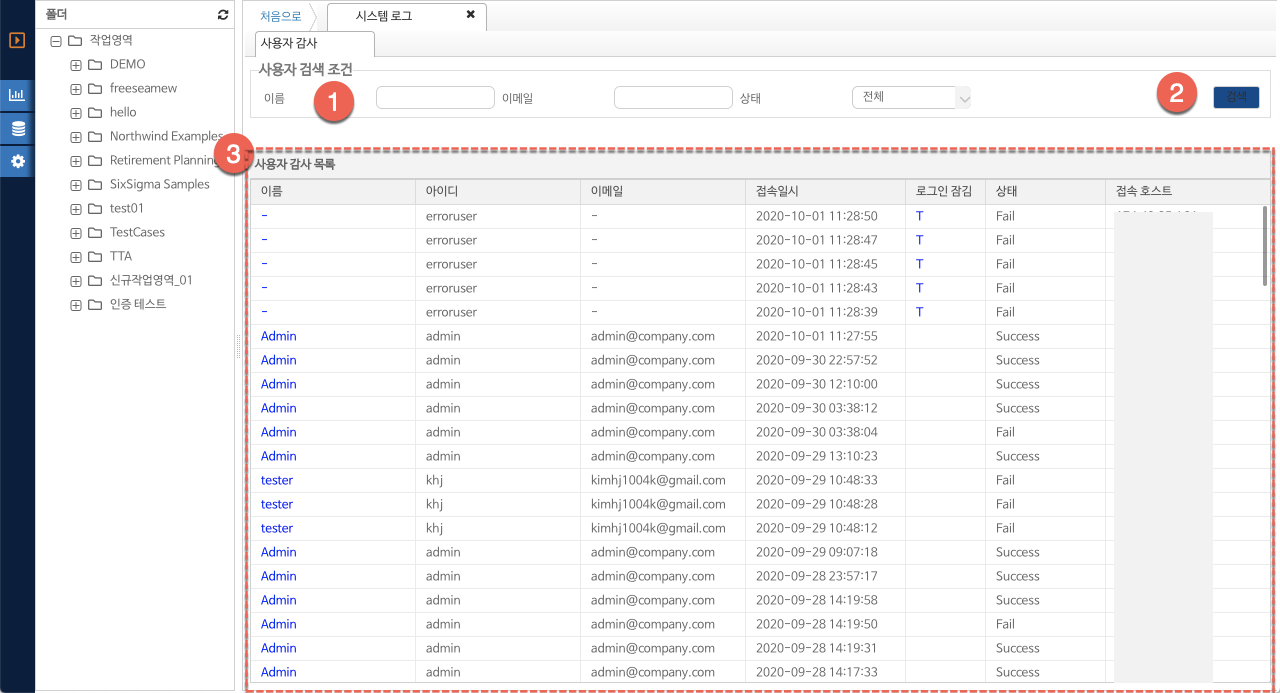 폴더
작업영역
DEMO
freeseamew
hello
Northwind Examples
Retirement Planning
SixSigma Samples
test01
TestCases
TTA
신규작업영역_01
인증 테스트
처음으로
시스템 로그
사용자 감사
사용자 검색 조건
이름 1 이메일 상태 전체 2 검색
3 사용자 감사 목록
이름 아이디 이메일 접속일시 로그인 잠김 상태 접속 호스트
- erroruser - 2020-10-01 11:28:50 T Fail
- erroruser - 2020-10-01 11:28:47 T Fail
- erroruser - 2020-10-01 11:28:45 T Fail
- erroruser - 2020-10-01 11:28:43 T Fail
- erroruser - 2020-10-01 11:28:39 T Fail
Admin admin admin@company.com 2020-10-01 11:27:55 Success
Admin admin admin@company.com 2020-09-30 22:57:52 Success
Admin admin admin@company.com 2020-09-30 12:10:00 Success
Admin admin admin@company.com 2020-09-30 03:38:12 Success
Admin admin admin@company.com 2020-09-30 03:38:04 Fail
Admin admin admin@company.com 2020-09-29 13:10:23 Success
tester khj kimhj1004k@gmail.com 2020-09-29 10:48:33 Fail
tester khj kimhj1004k@gmail.com 2020-09-29 10:48:28 Fail
tester khj kimhj1004k@gmail.com 2020-09-29 10:48:12 Fail
Admin admin admin@company.com 2020-09-29 09:07:18 Success
Admin admin admin@company.com 2020-09-28 23:57:17 Success
Admin admin admin@company.com 2020-09-28 14:19:58 Success
Admin admin admin@company.com 2020-09-28 14:19:50 Fail
Admin admin admin@company.com 2020-09-28 14:19:31 Success
Admin admin admin@company.com 2020-09-28 14:17:33 Success